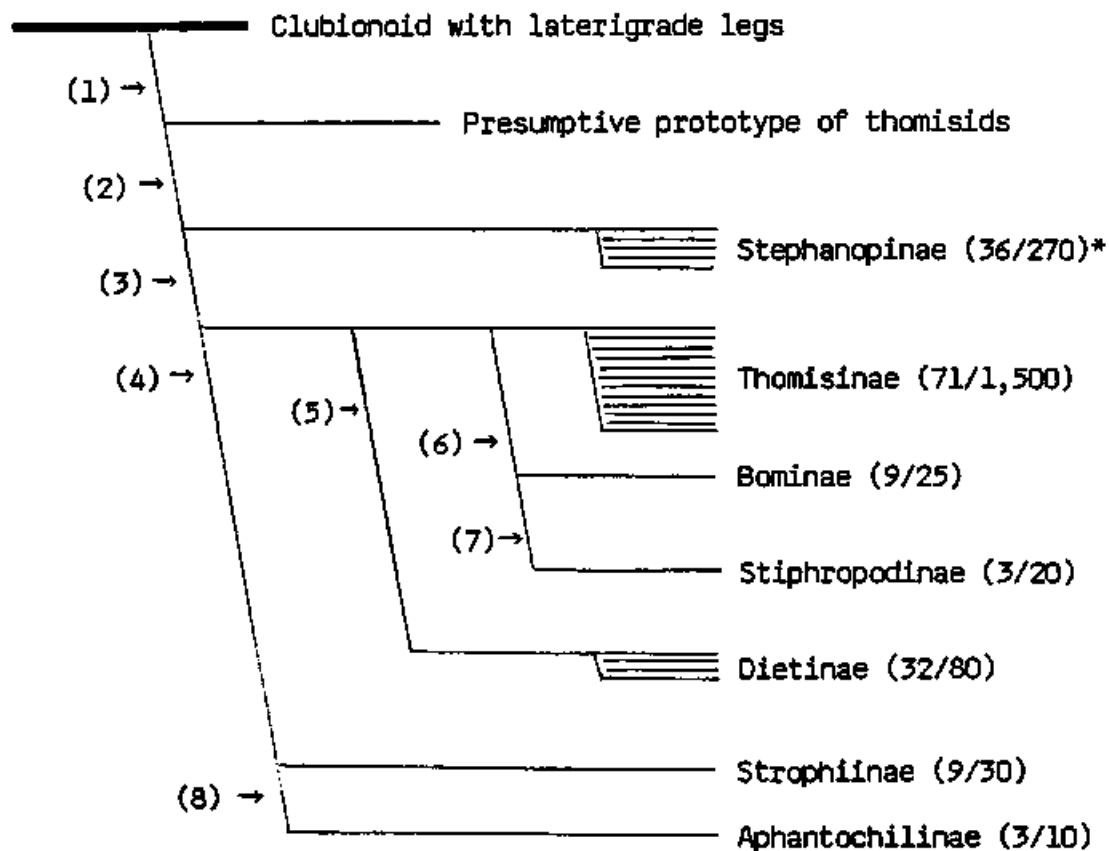 Clubionoid with laterigrade legs
(1) →
Presumptive prototype of thomisids
(2) →
Stephanopinae (36/270)*
(3) →
Thomisinae (71/1,500)
(4) →
(5) →
(6) →
Bominae (9/25)
(7) →
Stiphropodinae (3/20)
Dietinae (32/80)
Strophiinae (9/30)
(8) →
Aphantochilinae (3/10)